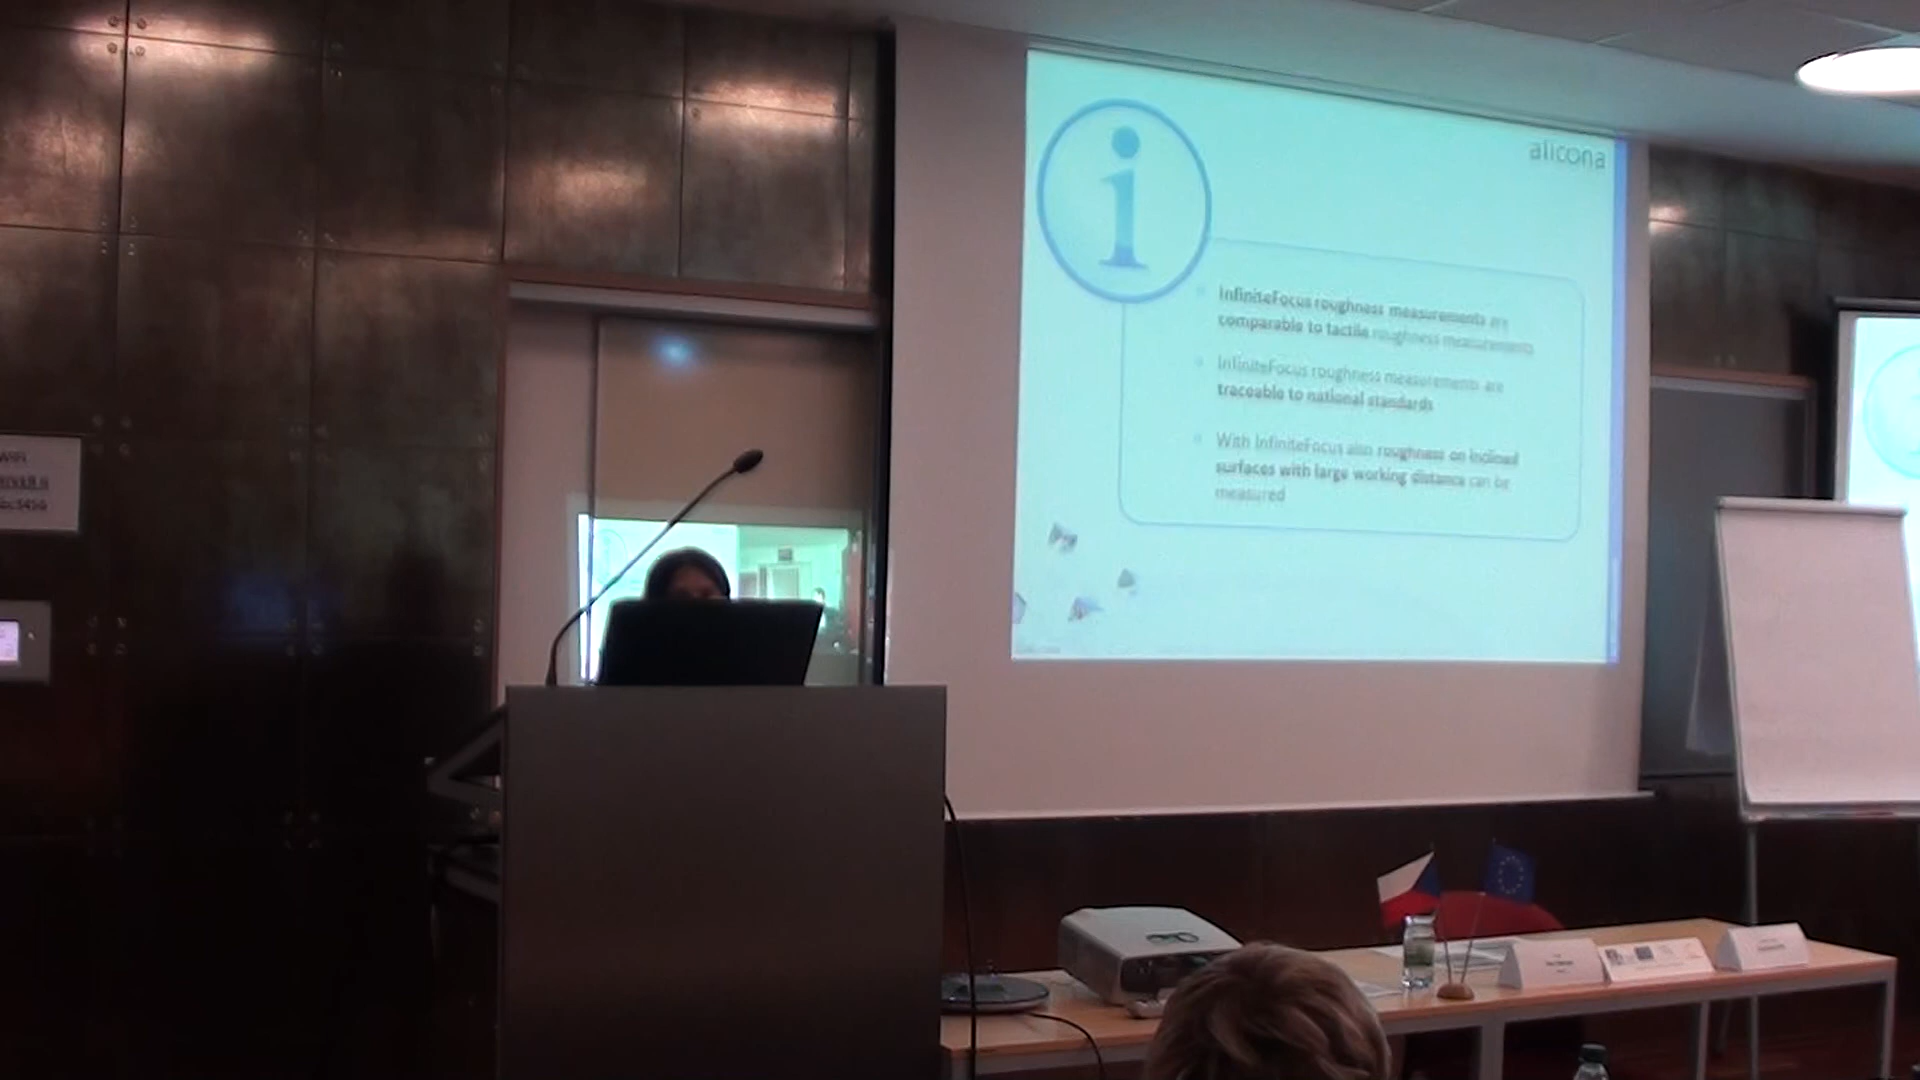 alicona
InfiniteFocus roughness measurements are
comparable to tactile roughness measurements
InfiniteFocus roughness measurements are
traceable to national standards
With InfiniteFocus also roughness on inclined
surfaces with large working distance can be
measured